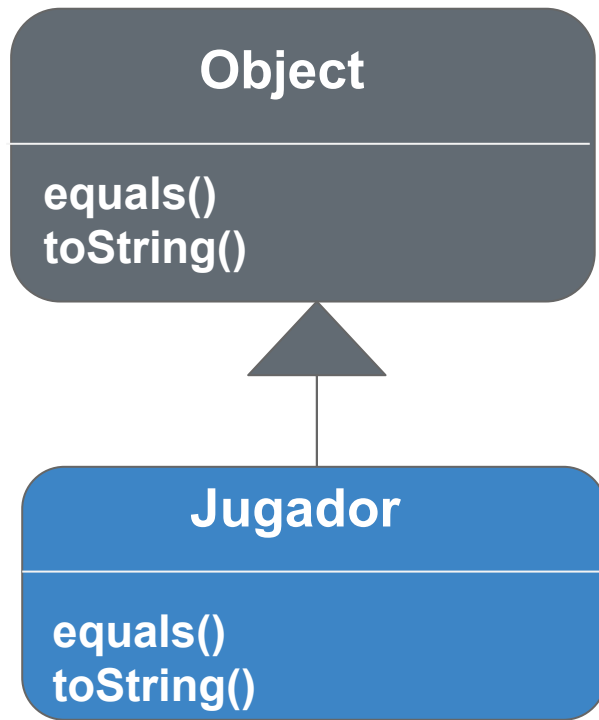 Object
equals()
toString()
Jugador
equals()
toString()